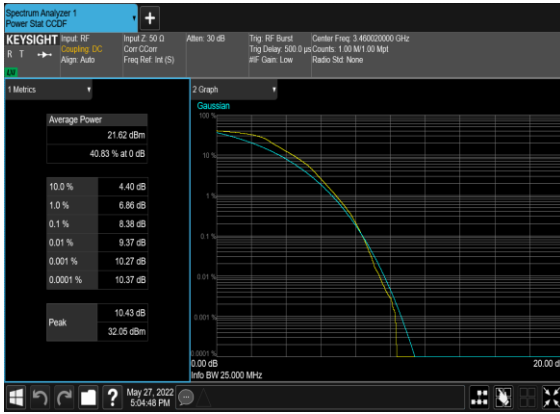 Spectrum Analyzer 1
Power Stat CCDF
KEYSIGHT
R T
LXI
Input: RF
Coupling: DC
Align: Auto
Input Z: 50 Ω
Corr CCorr
Freq Ref: Int (S)
Atten: 30 dB
Trig: RF Burst
Trig Delay: 500.0 µs
#IF Gain: Low
Center Freq: 3.460020000 GHz
Counts: 1.00 M/1.00 Mpt
Radio Std: None
1 Metrics
Average Power
21.62 dBm
40.83 % at 0 dB
10.0 % 4.40 dB
1.0 % 6.86 dB
0.1 % 8.38 dB
0.01 % 9.37 dB
0.001 % 10.27 dB
0.0001 % 10.37 dB
Peak
10.43 dB
32.05 dBm
2 Graph
Gaussian
100 %
10 %
1 %
0.1 %
0.01 %
0.001 %
0.0001 %
0.00 dB
20.00 dB
Info BW 25.000 MHz
?
May 27, 2022
5:04:48 PM